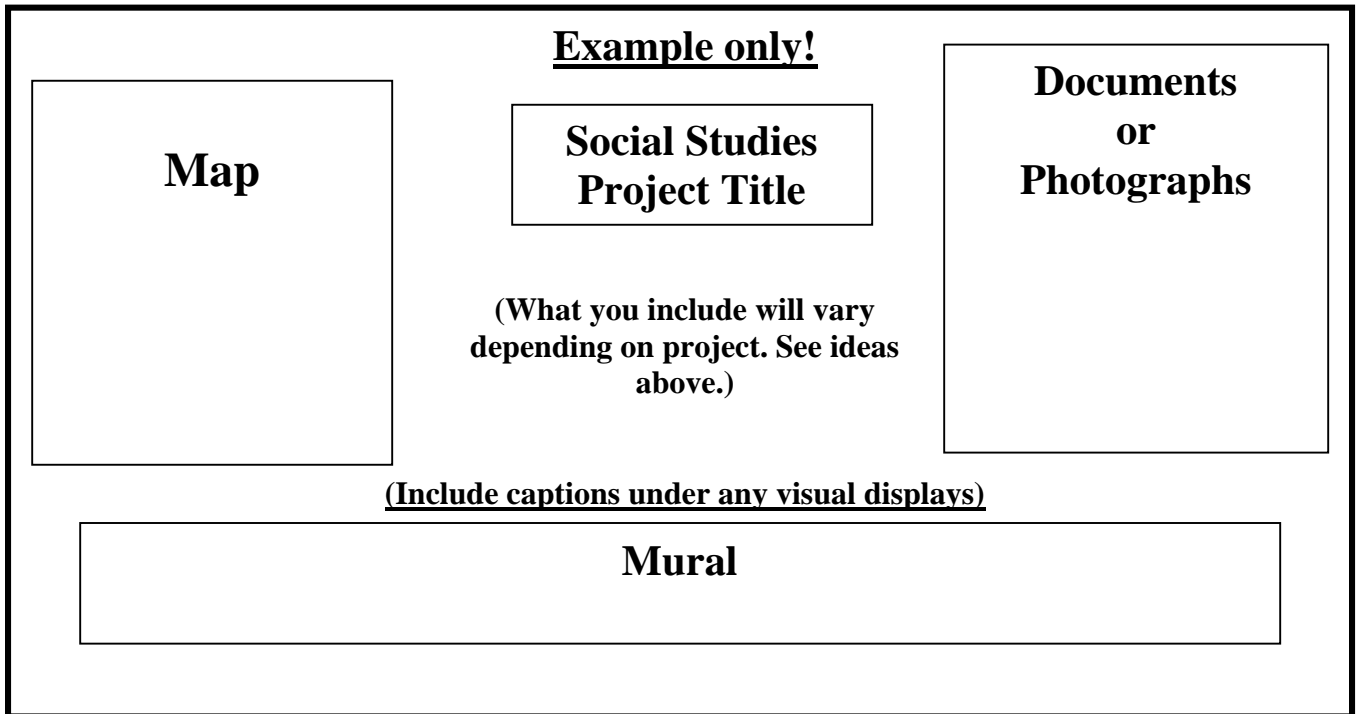 Example only!
Map
Social Studies
Project Title
Documents
or
Photographs
(What you include will vary
depending on project. See ideas
above.)
(Include captions under any visual displays)
Mural